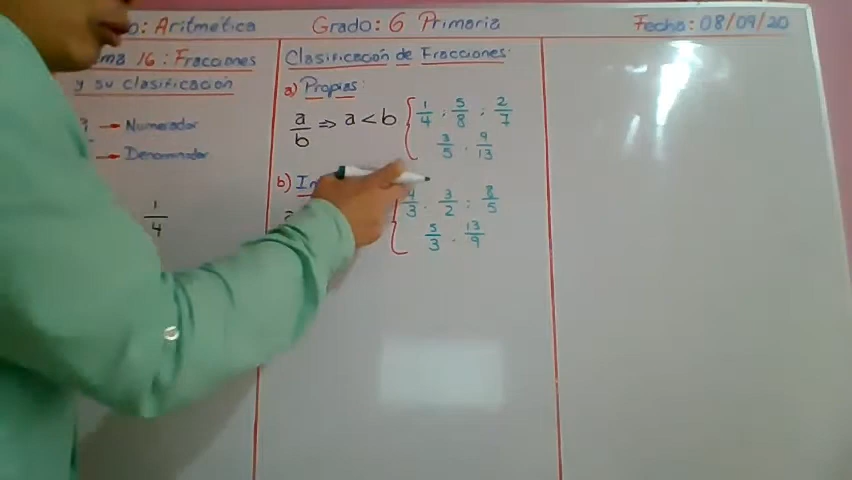 : Aritmética
Grado: 6 Primaria
Fecha: 08/09/20
16: Fracciones
y su clasificación
→ Numerador
→ Denominador
1/4
Clasificación de Fracciones:
a) Propias:
a/b ⇒ a < b { 1/4 ; 5/8 ; 2/7
3/5 . 9/13
b)
4/3 . 3/2 ; 8/5
5/3 . 13/9